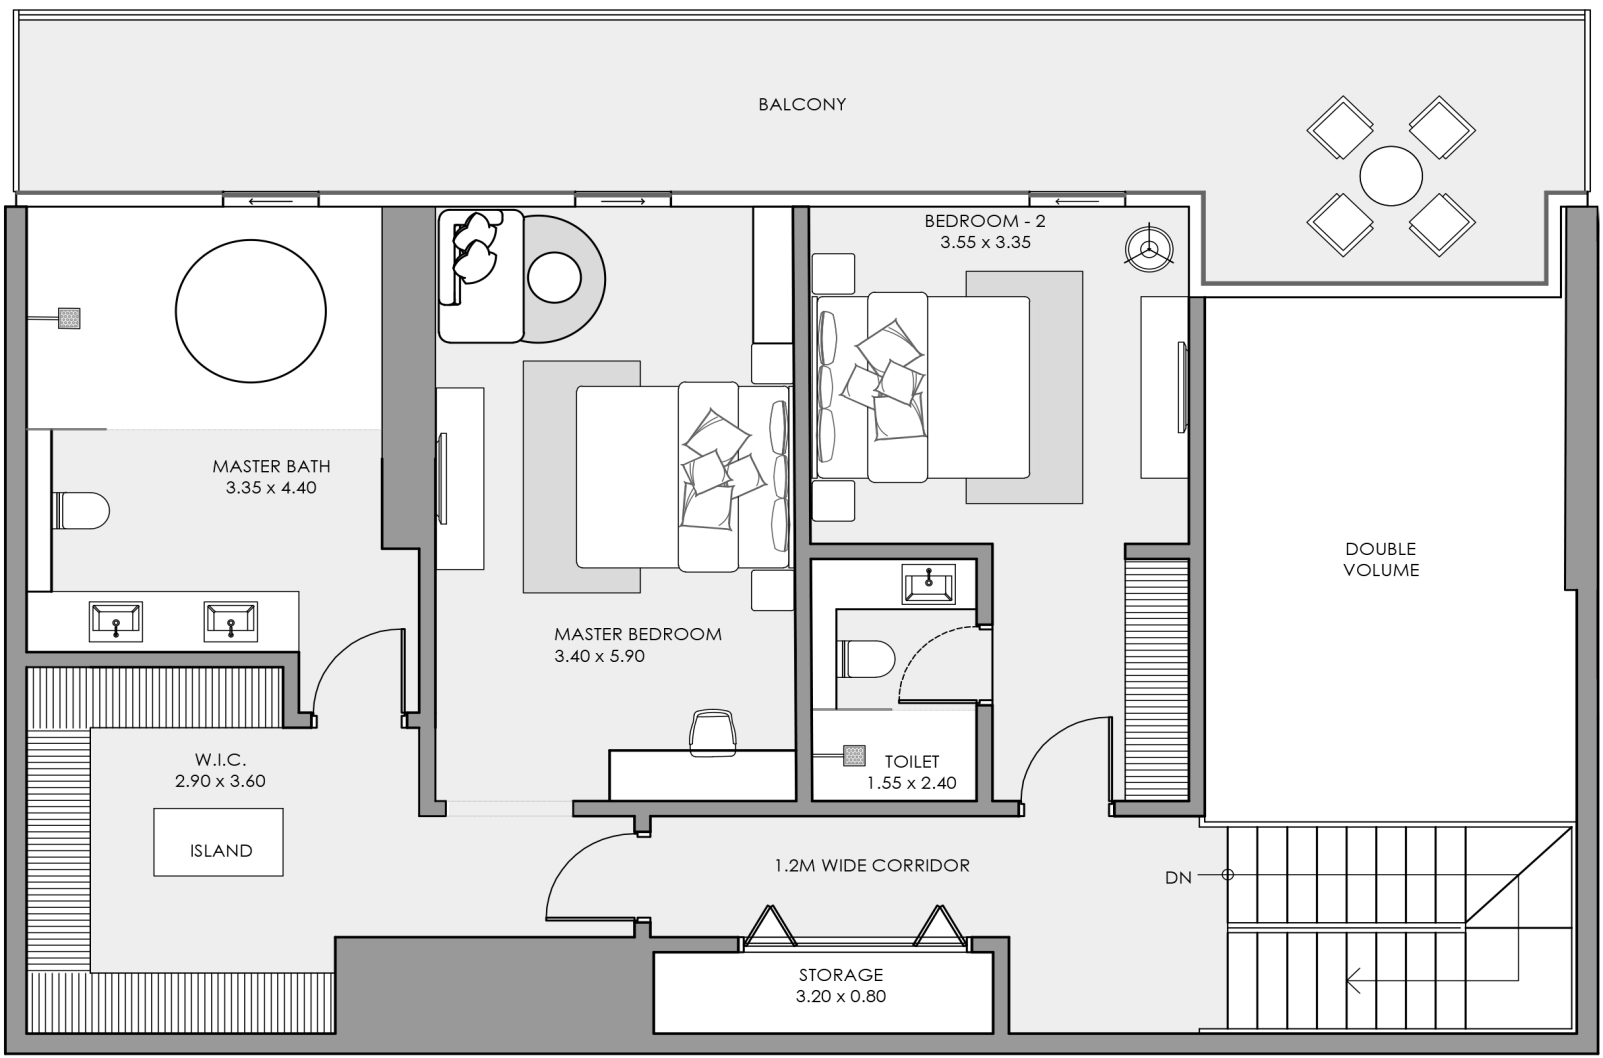 BALCONY
BEDROOM - 2
3.55 x 3.35
MASTER BATH
3.35 x 4.40
DOUBLE
VOLUME
MASTER BEDROOM
3.40 x 5.90
W.I.C.
2.90 x 3.60
TOILET
1.55 x 2.40
ISLAND
1.2M WIDE CORRIDOR
DN
STORAGE
3.20 x 0.80